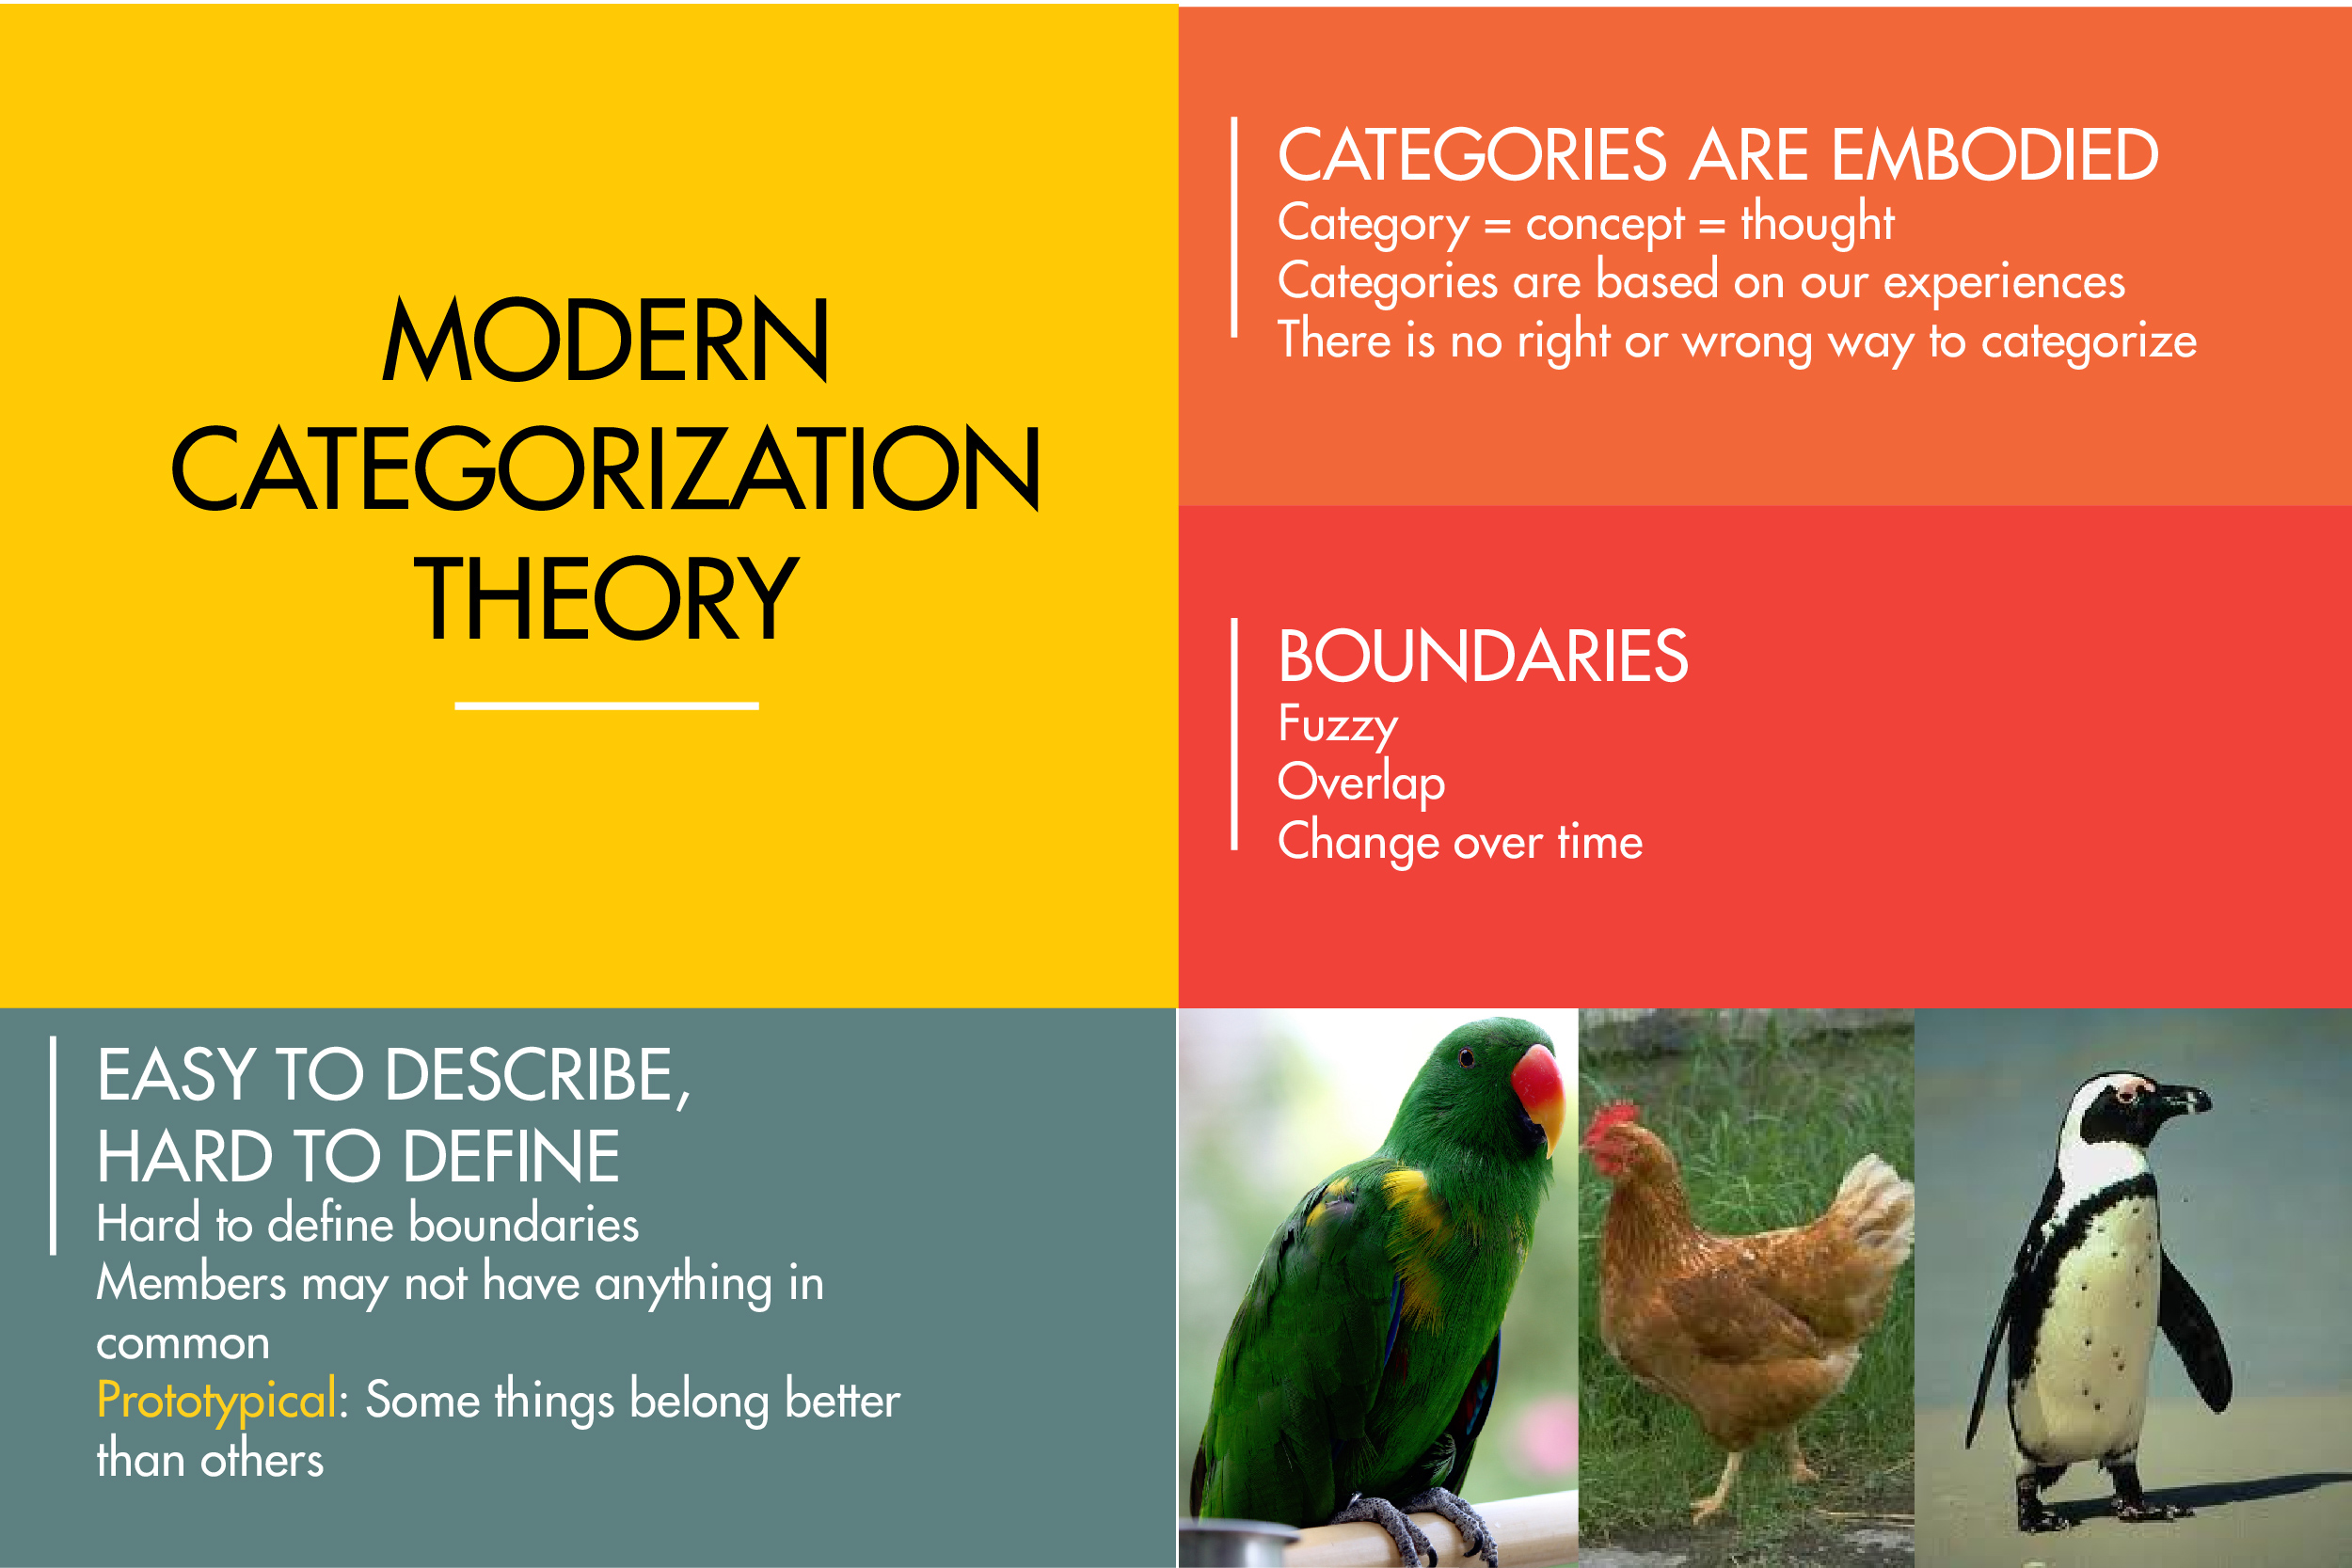 MODERN
CATEGORIZATION
THEORY
CATEGORIES ARE EMBODIED
Category = concept = thought
Categories are based on our experiences
There is no right or wrong way to categorize
BOUNDARIES
Fuzzy
Overlap
Change over time
EASY TO DESCRIBE,
HARD TO DEFINE
Hard to define boundaries
Members may not have anything in
common
Prototypical: Some things belong better
than others